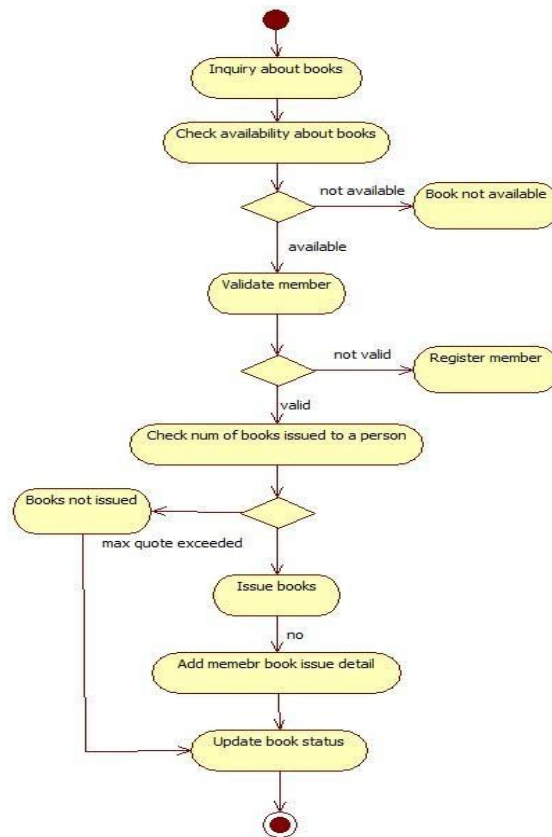 Inquiry about books
Check availability about books
not available
Book not available
available
Validate member
not valid
Register member
valid
Check num of books issued to a person
Books not issued
max quote exceeded
Issue books
no
Add memebr book issue detail
Update book status